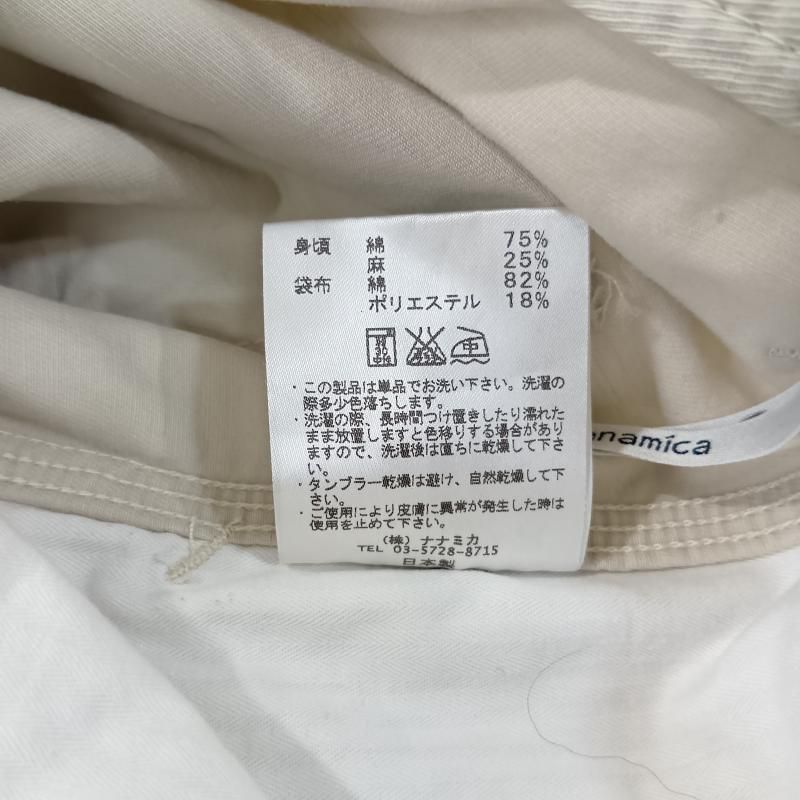 身頃 綿 75%
麻 25%
袋布 綿 82%
ポリエステル 18%
・この製品は単品でお洗い下さい。洗濯の
際多少色落ちします。
・洗濯の際、長時間つけ置きしたり濡れた
まま放置しますと色移りする場合があり
ますので、洗濯後は直ちに乾燥して下さ
い。
・タンブラー乾燥は避け、自然乾燥して下
さい。
・ご使用により皮膚に異常が発生した時は
使用を止めて下さい。
(株) ナナミカ
TEL 03-5728-8715
日本製
namica